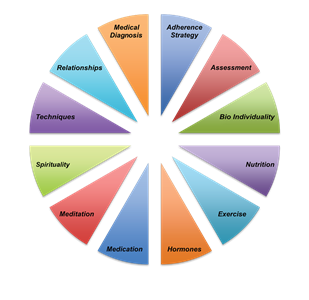 Medical
Diagnosis
Adherence
Strategy
Relationships
Assessment
Techniques
Bio Individuality
Spirituality
Nutrition
Meditation
Exercise
Medication
Hormones